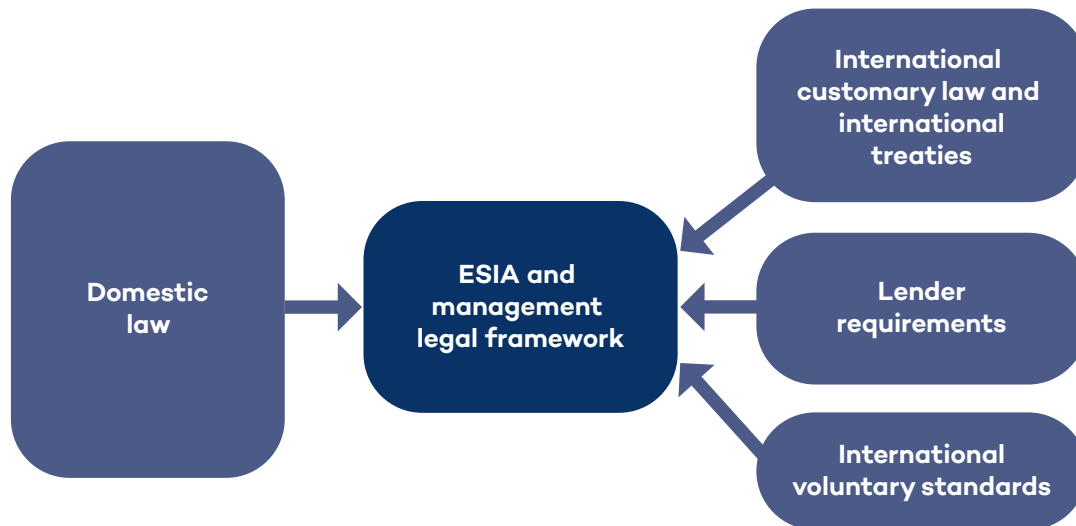 Domestic
law
ESIA and
management
legal framework
International
customary law and
international
treaties
Lender
requirements
International
voluntary standards